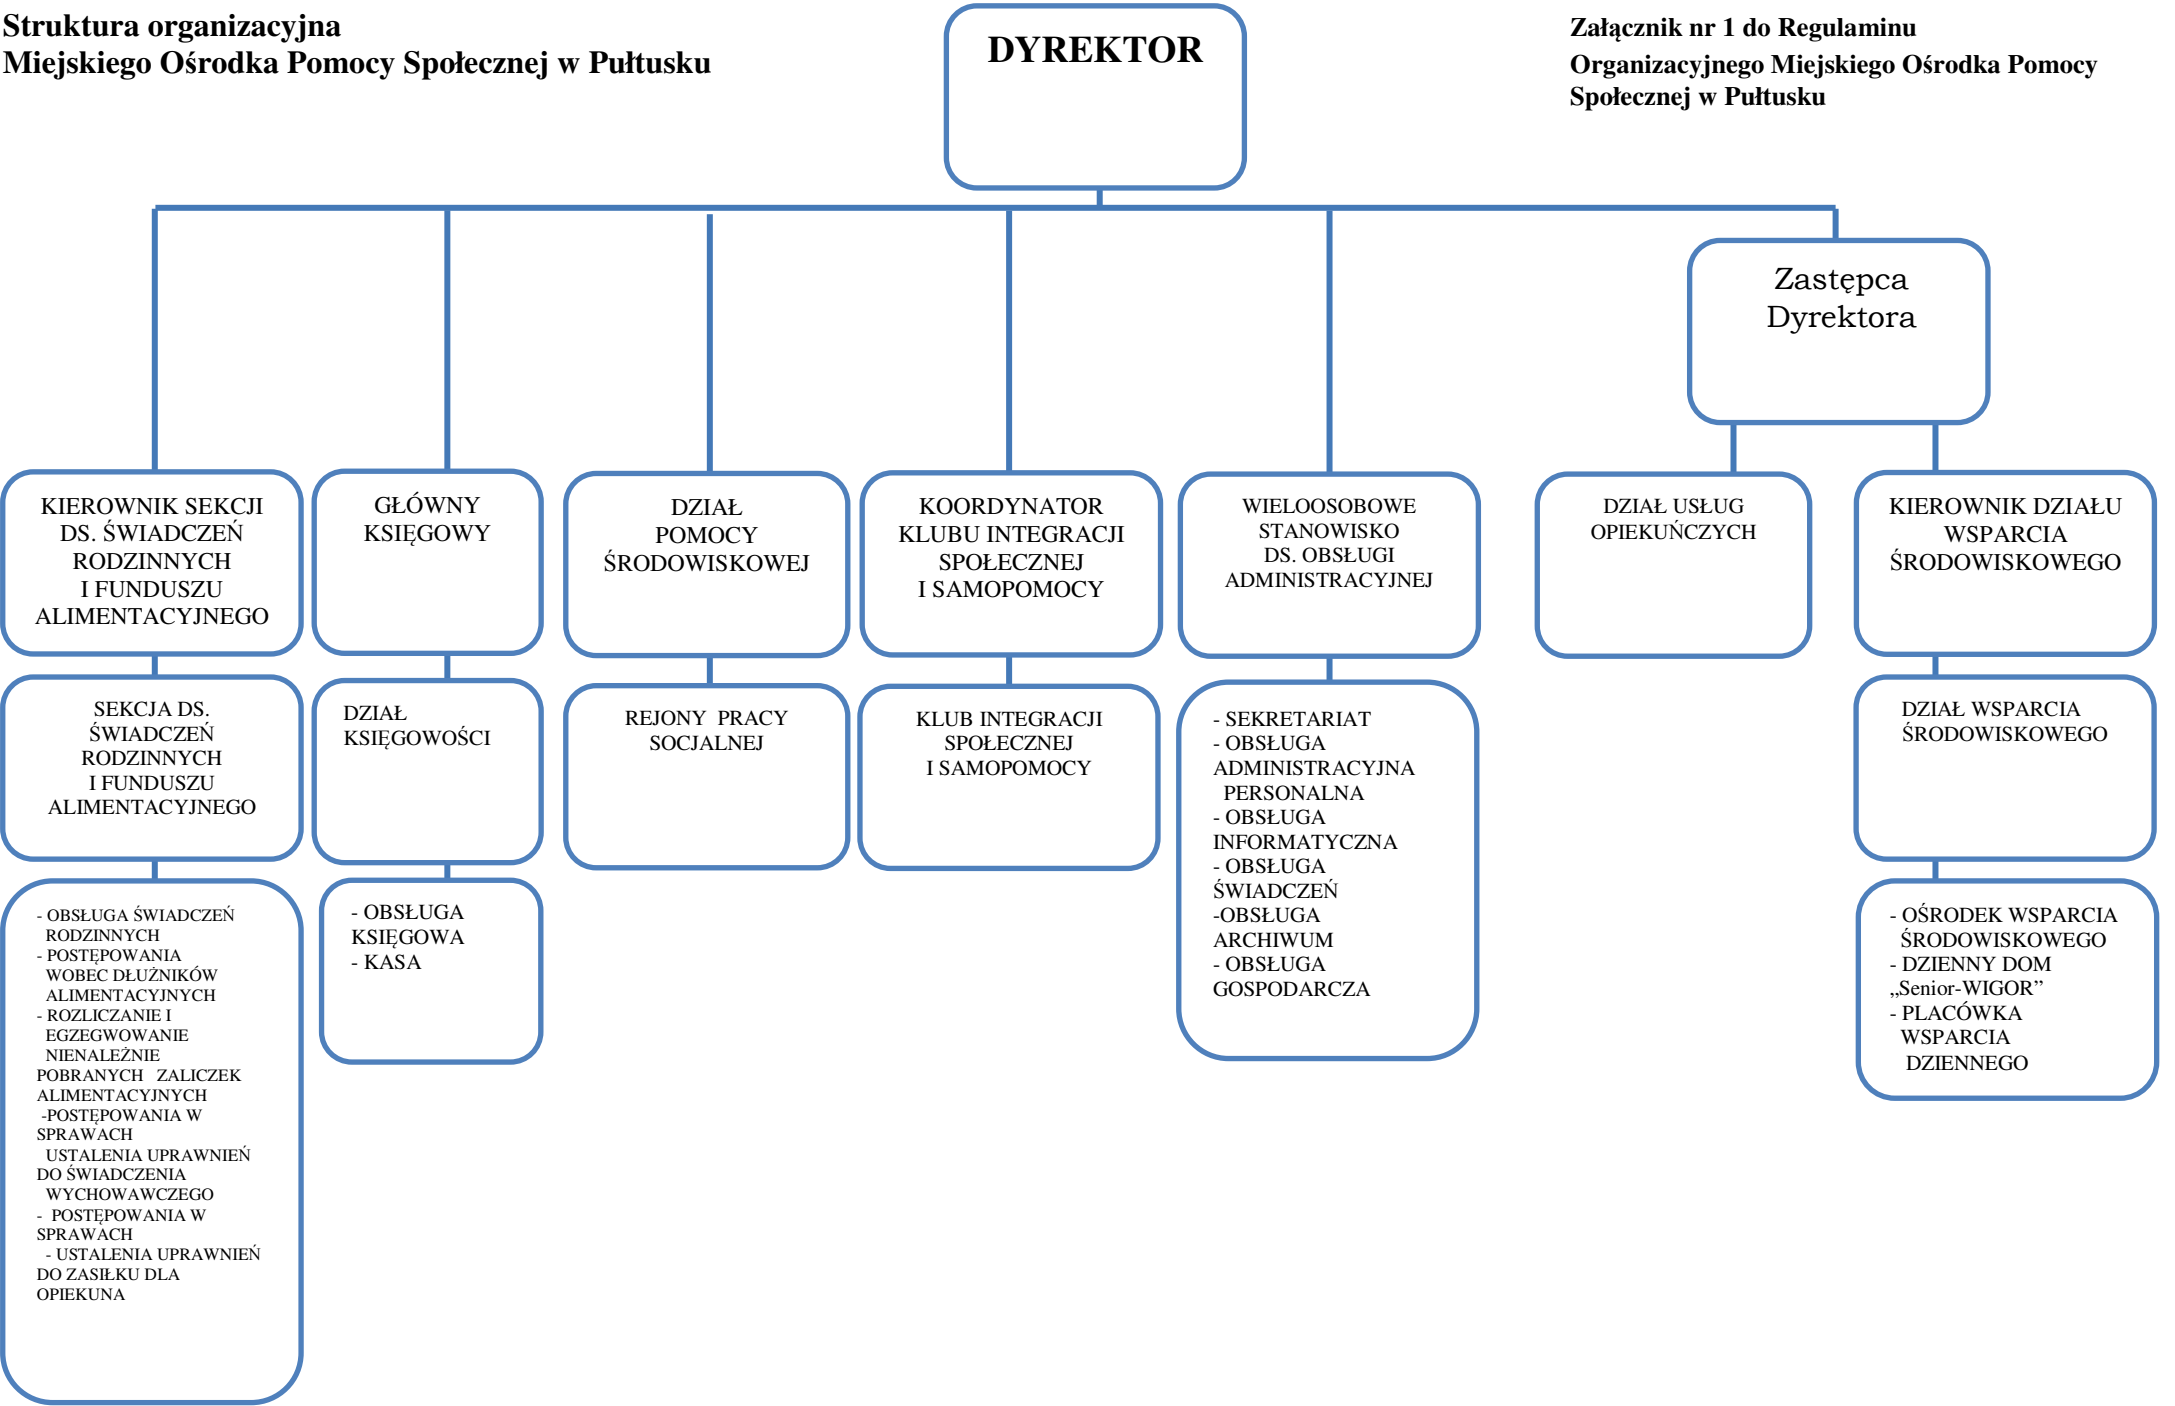 Struktura organizacyjna
Miejskiego Ośrodka Pomocy Społecznej w Pułtusku
DYREKTOR
Załącznik nr 1 do Regulaminu
Organizacyjnego Miejskiego Ośrodka Pomocy
Społecznej w Pułtusku
Zastępca
Dyrektora
KIEROWNIK SEKCJI
DS. ŚWIADCZEŃ
RODZINNYCH
I FUNDUSZU
ALIMENTACYJNEGO
GŁÓWNY
KSIĘGOWY
DZIAŁ
POMOCY
ŚRODOWISKOWEJ
KOORDYNATOR
KLUBU INTEGRACJI
SPOŁECZNEJ
I SAMOPOMOCY
WIELOOSOBOWE
STANOWISKO
DS. OBSŁUGI
ADMINISTRACYJNEJ
DZIAŁ USŁUG
OPIEKUŃCZYCH
KIEROWNIK DZIAŁU
WSPARCIA
ŚRODOWISKOWEGO
SEKCJA DS.
ŚWIADCZEŃ
RODZINNYCH
I FUNDUSZU
ALIMENTACYJNEGO
DZIAŁ
KSIĘGOWOŚCI
REJONY  PRACY
SOCJALNEJ
KLUB INTEGRACJI
SPOŁECZNEJ
I SAMOPOMOCY
- SEKRETARIAT
- OBSŁUGA
ADMINISTRACYJNA
PERSONALNA
- OBSŁUGA
INFORMATYCZNA
- OBSŁUGA
ŚWIADCZEŃ
-OBSŁUGA
ARCHIWUM
- OBSŁUGA
GOSPODARCZA
DZIAŁ WSPARCIA
ŚRODOWISKOWEGO
- OBSŁUGA ŚWIADCZEŃ
RODZINNYCH
- POSTĘPOWANIA
WOBEC DŁUŻNIKÓW
ALIMENTACYJNYCH
- ROZLICZANIE I
EGZEGWOWANIE
NIENALEŻNIE
POBRANYCH   ZALICZEK
ALIMENTACYJNYCH
-POSTĘPOWANIA W
SPRAWACH
USTALENIA UPRAWNIEŃ
DO ŚWIADCZENIA
WYCHOWAWCZEGO
-  POSTĘPOWANIA W
SPRAWACH
- USTALENIA UPRAWNIEŃ
DO ZASIŁKU DLA
OPIEKUNA
- OBSŁUGA
KSIĘGOWA
- KASA
- OŚRODEK WSPARCIA
ŚRODOWISKOWEGO
- DZIENNY DOM
„Senior-WIGOR”
- PLACÓWKA
WSPARCIA
DZIENNEGO